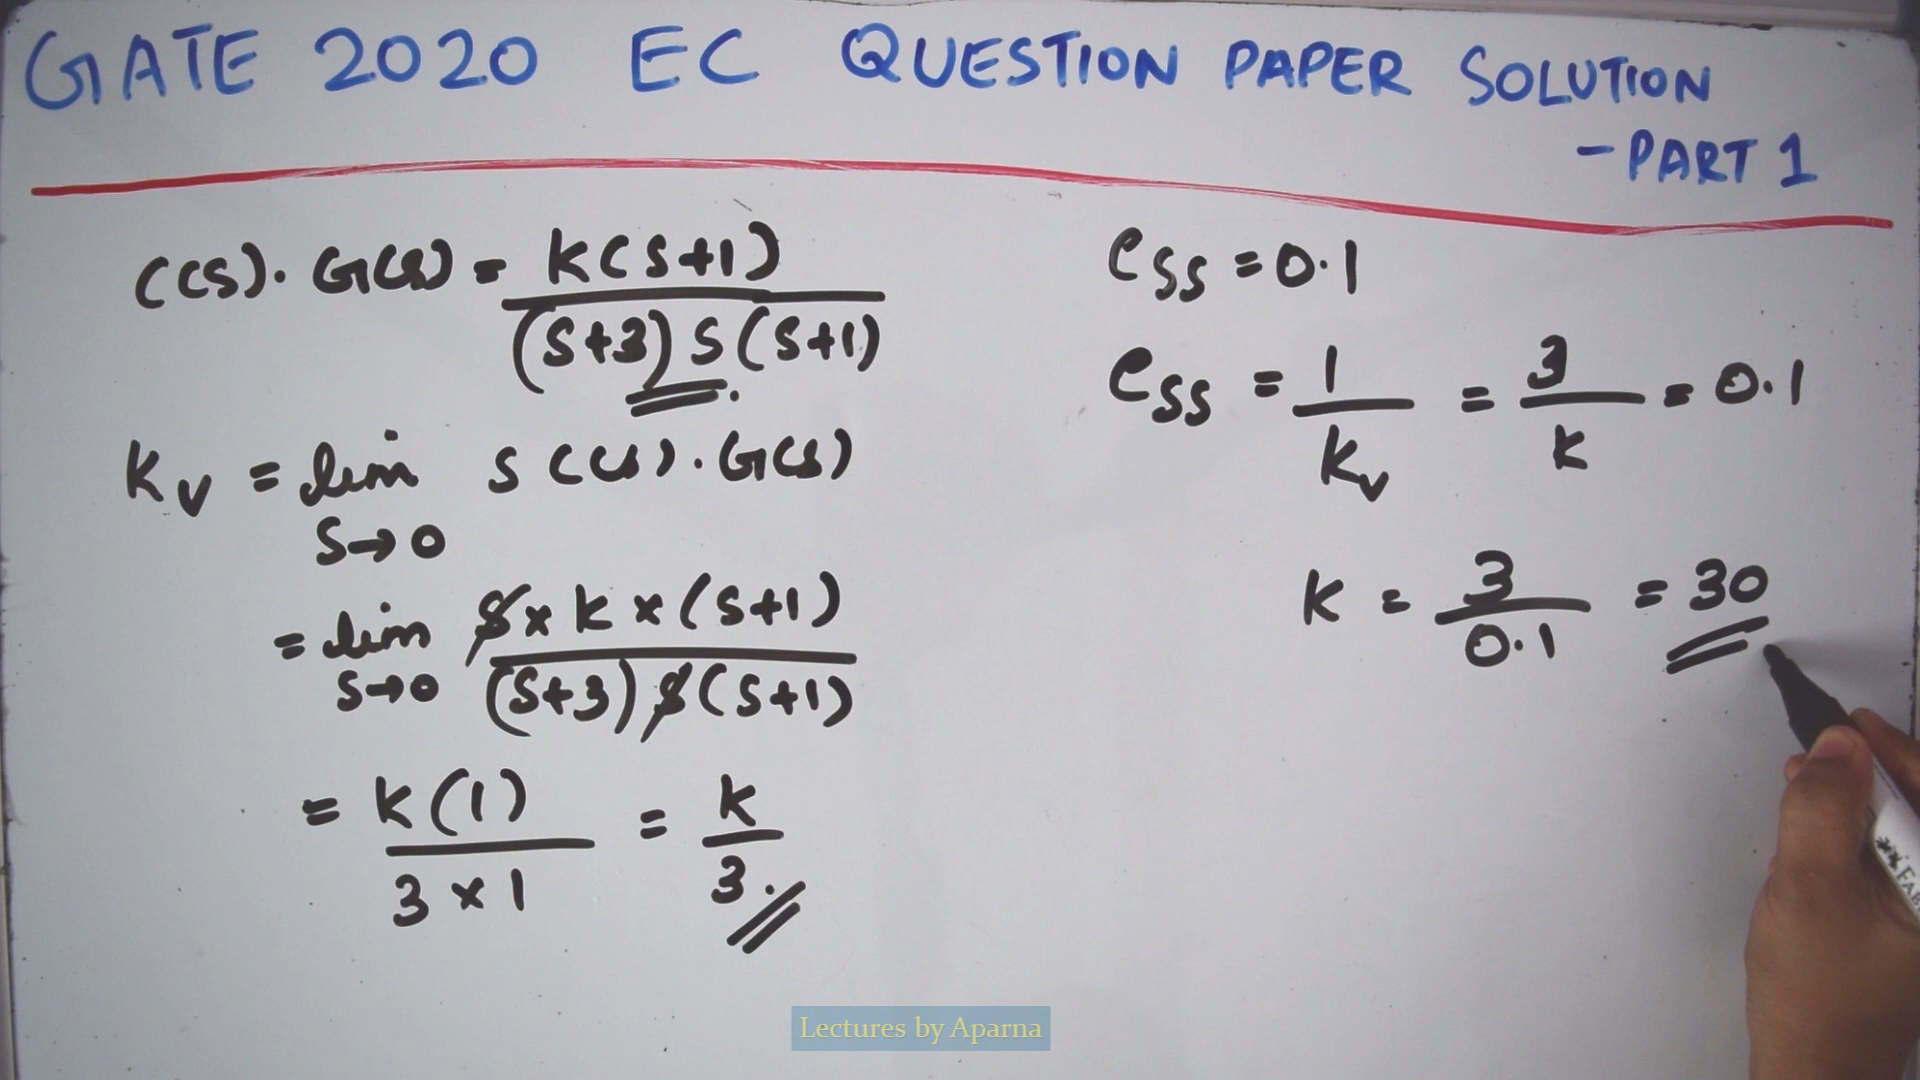 GATE 2020 EC QUESTION PAPER SOLUTION
- PART 1
C(s). G(s) = K(s+1)
(s+3) s (s+1)
Kv = lim s C(s). G(s)
s→0
= lim s × K × (s+1)
s→0 (s+3) s (s+1)
= K(1) = K
3 × 1 3.
ess = 0.1
ess = 1 = 3 = 0.1
Kv K
K = 3 = 30
0.1
FAB
Lectures by Aparna